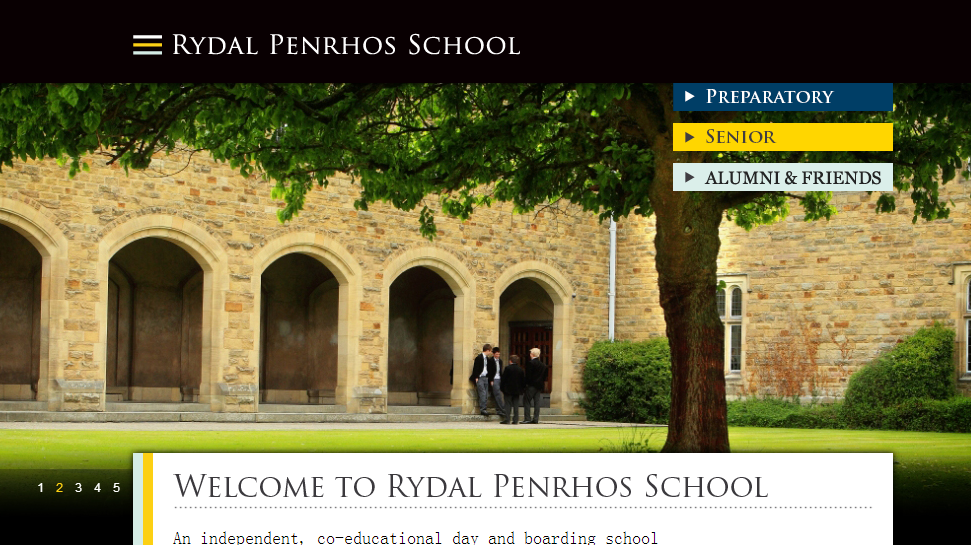 RYDAL PENRHOS SCHOOL
PREPARATORY
SENIOR
ALUMNI & FRIENDS
1 2 3 4 5
WELCOME TO RYDAL PENRHOS SCHOOL
An independent, co-educational day and boarding school